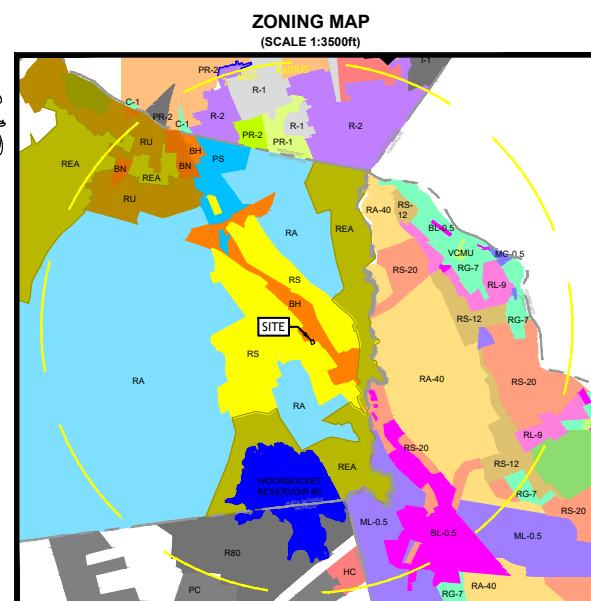 ZONING MAP
(SCALE 1:3500ft)
PR-2
RADIUS
I-1
R-1
C-1
PR-2
R-2
C-1
R-1
R-2
PR-2
PR-1
RU
BH
REA
PS
BN
BN
REA
RU
RA-40
RS-
12
BL-0.5
RA
REA
VCMU
MG-0.5
RG-7
RS-20
RS
RL-9
BH
RS-12
RG-7
SITE
RS
RA
RA-40
RS-20
RA
RL-9
RS-20
RS-12
REA
WOONSOCKET
RESERVOIR #3
RG-7
RS-20
BL-0.5
ML-0.5
ML-0.5
R80
HC
PC
RG-7
RA-40